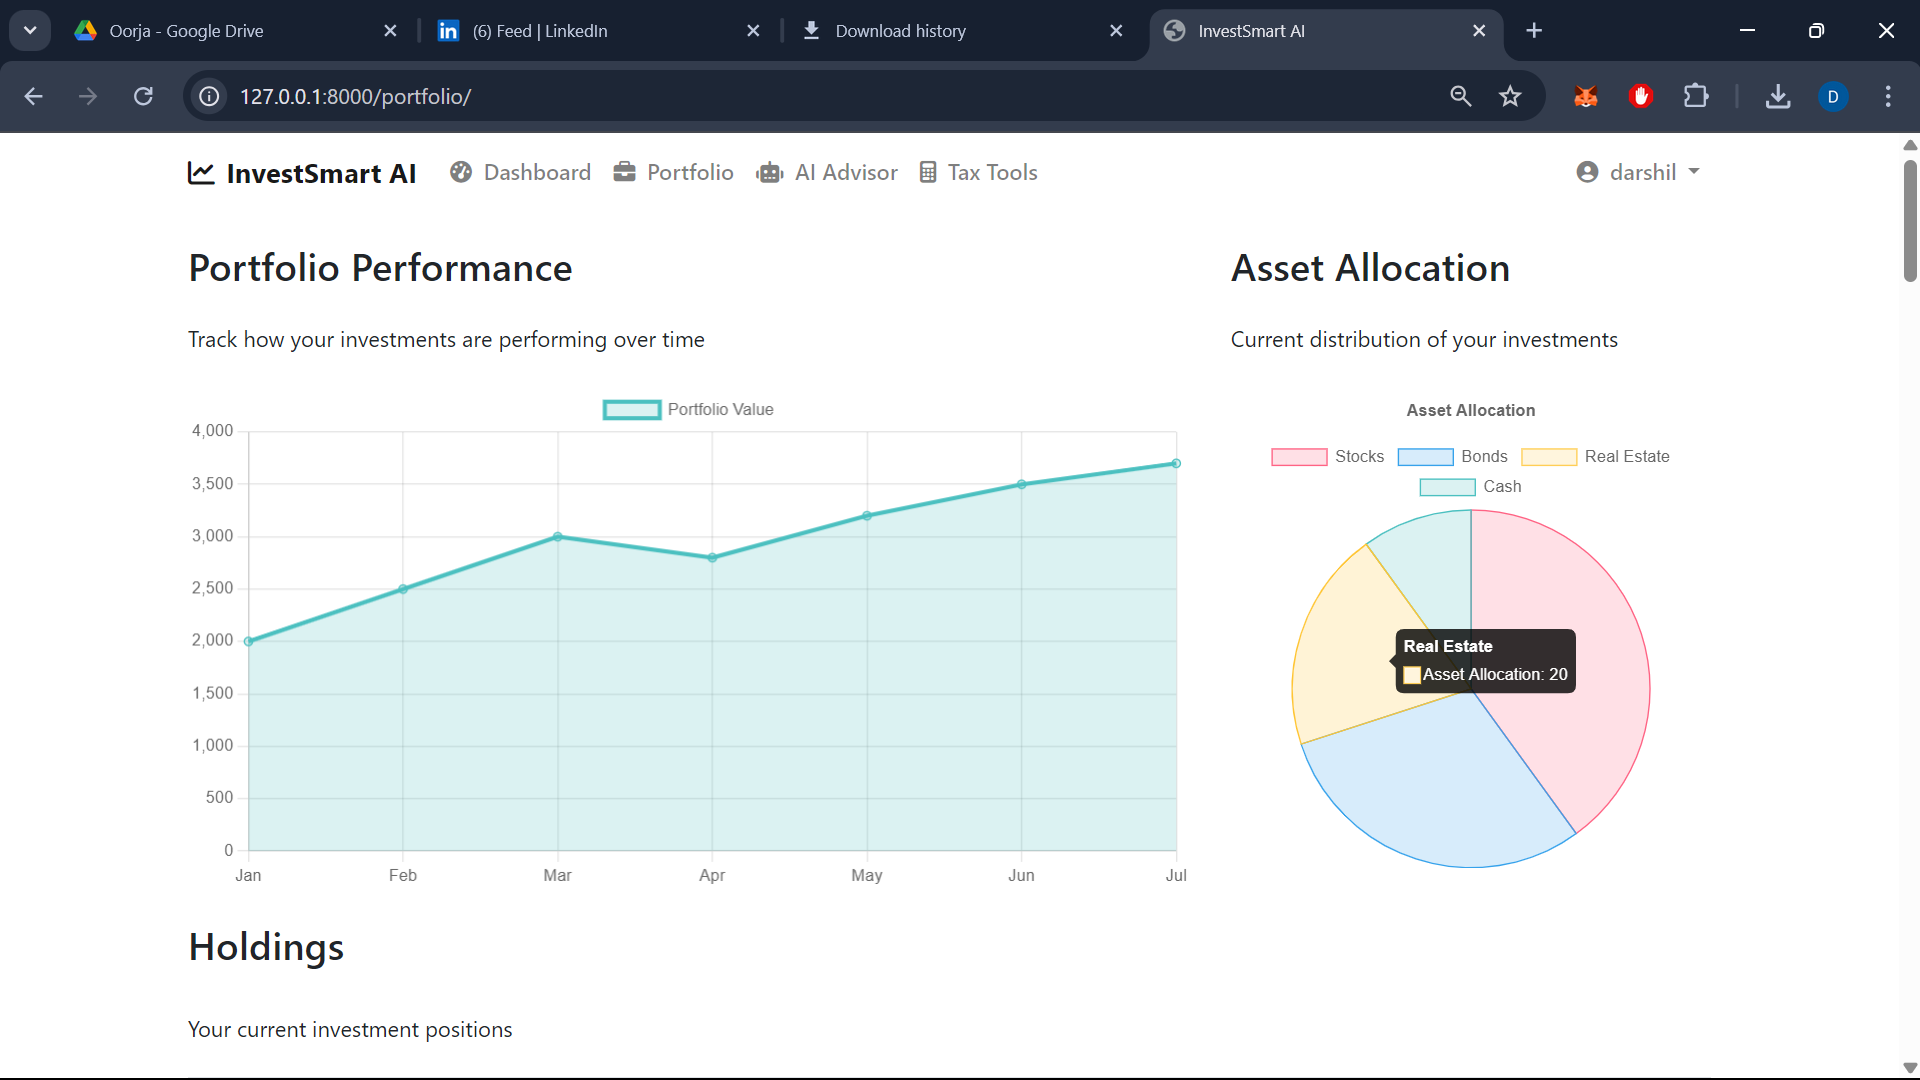 Oorja - Google Drive
(6) Feed | LinkedIn
Download history
InvestSmart AI
127.0.0.1:8000/portfolio/
D
InvestSmart AI
Dashboard
Portfolio
AI Advisor
Tax Tools
darshil
Portfolio Performance
Track how your investments are performing over time
Portfolio Value
4,000
3,500
3,000
2,500
2,000
1,500
1,000
500
0
Jan Feb Mar Apr May Jun Jul
Asset Allocation
Current distribution of your investments
Asset Allocation
Stocks Bonds Real Estate
Cash
Real Estate
Asset Allocation: 20
Holdings
Your current investment positions